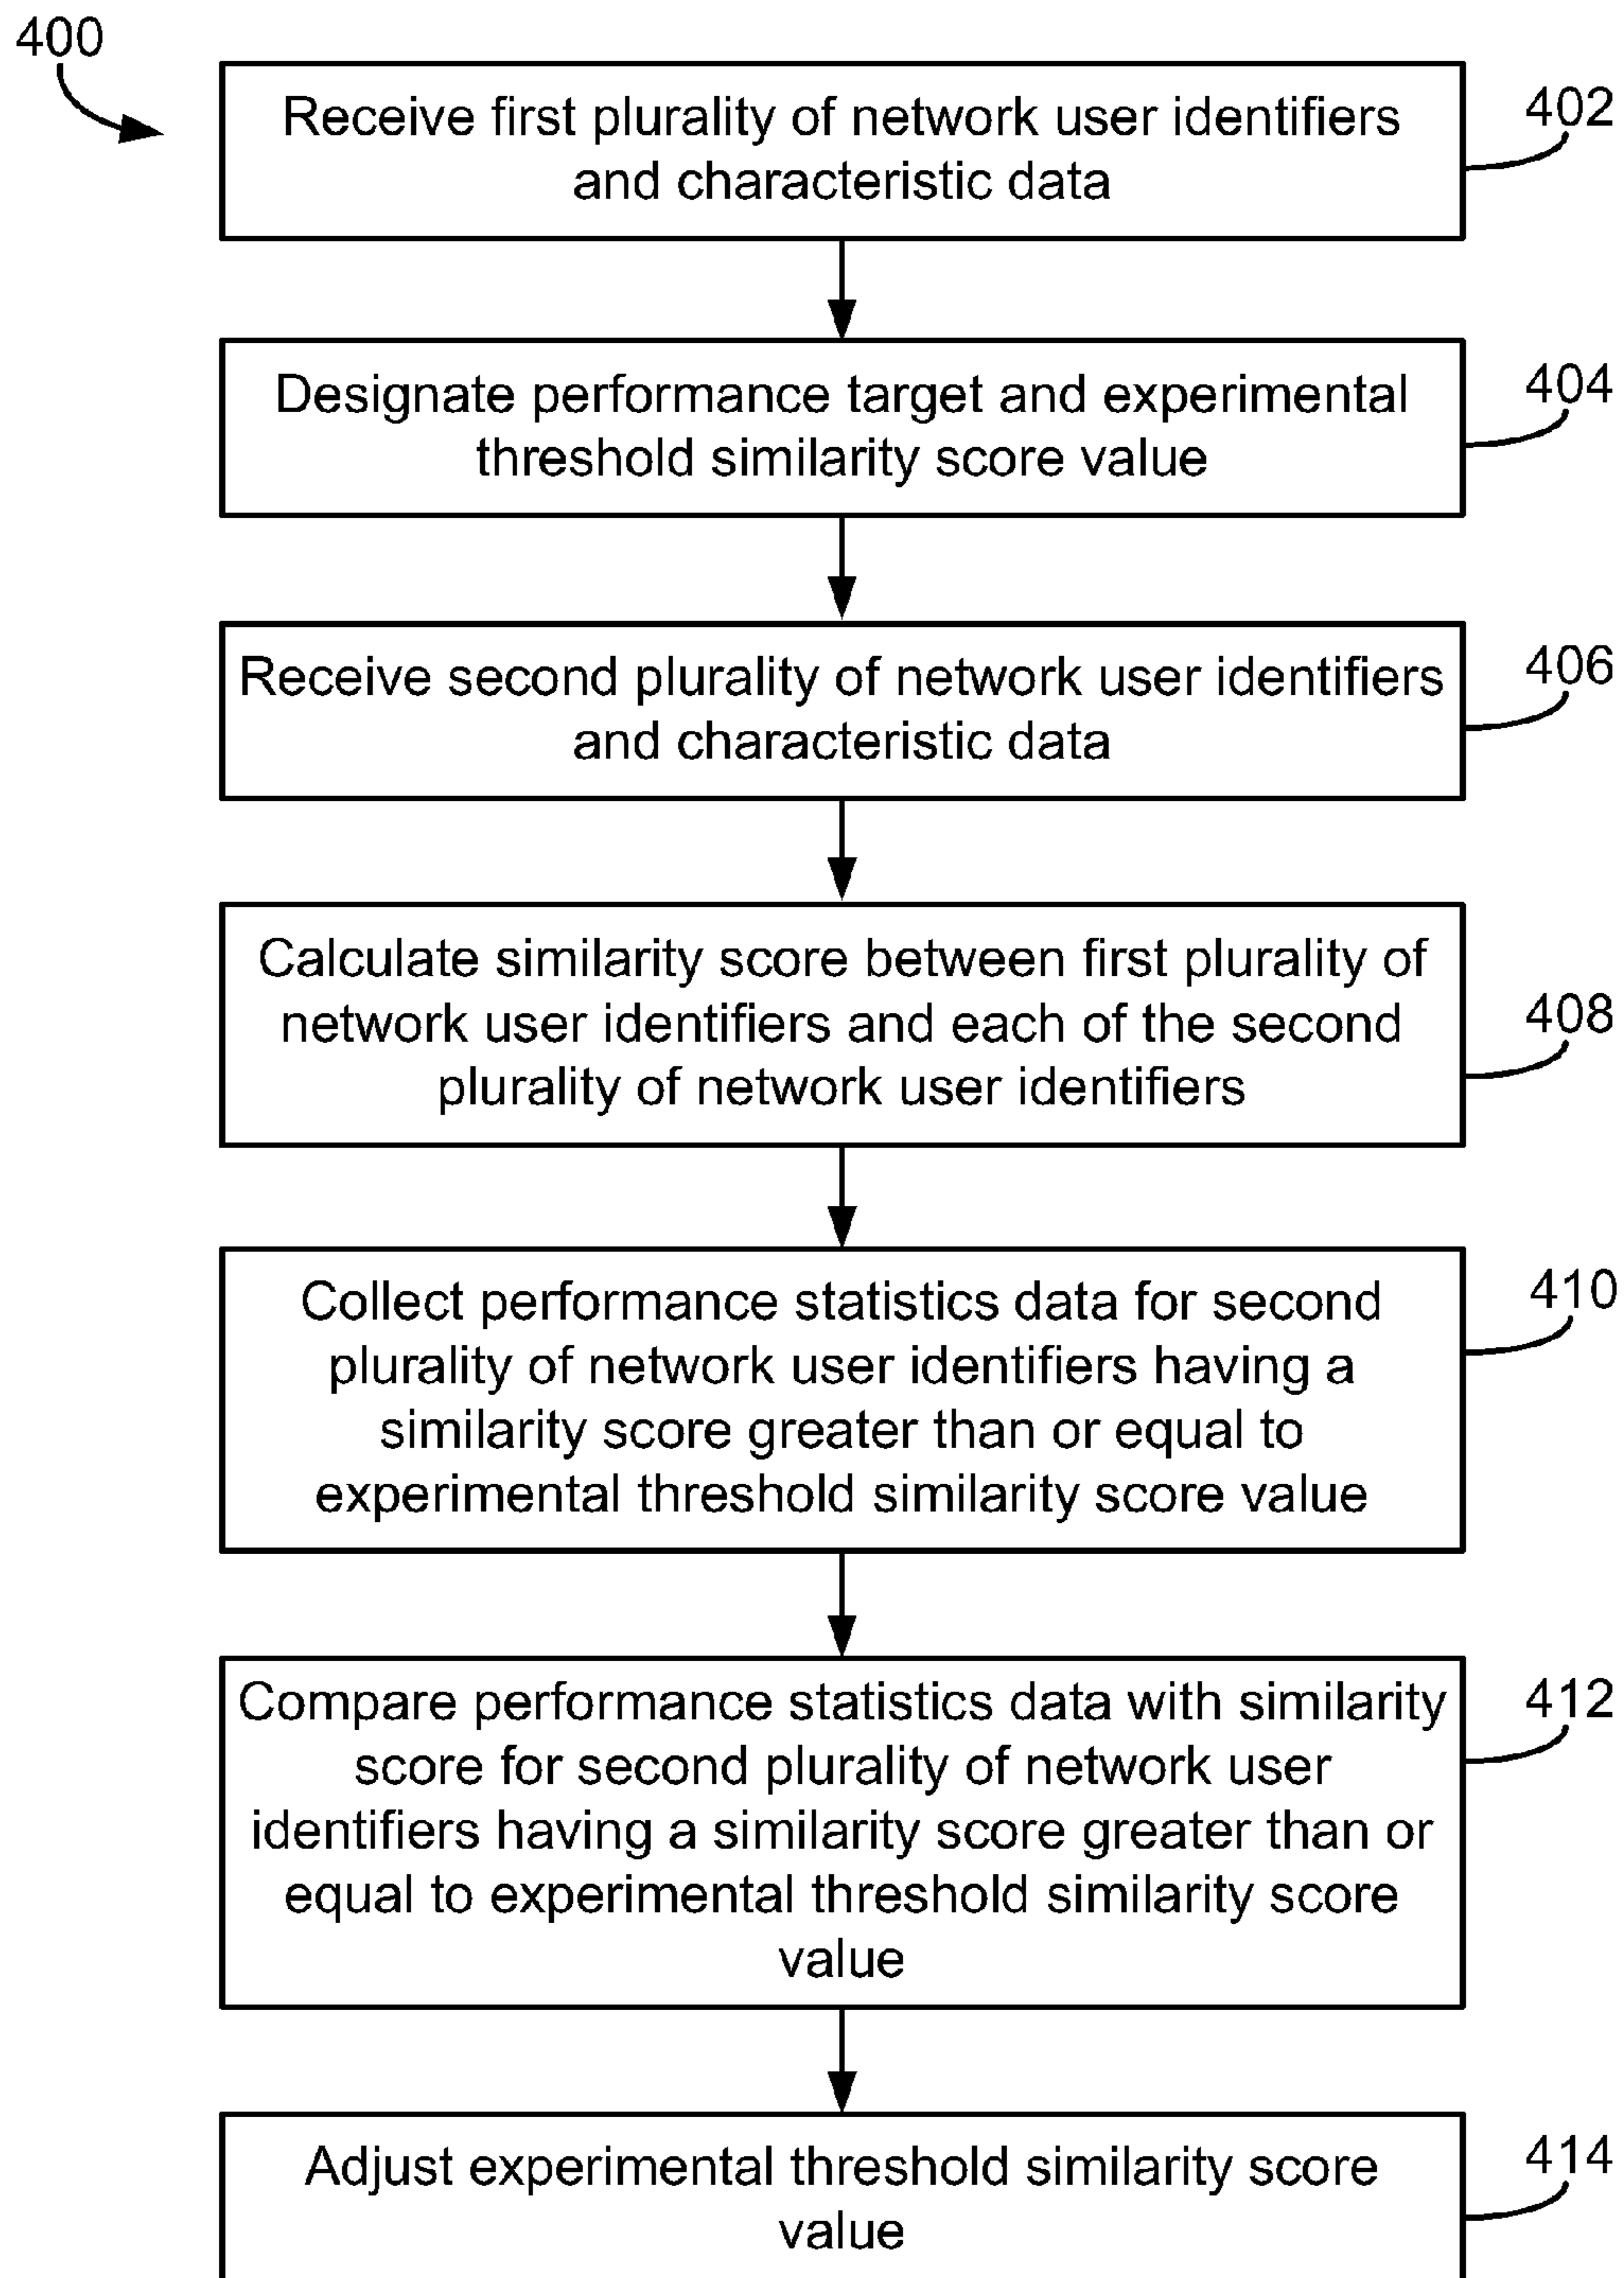 400
Receive first plurality of network user identifiers
and characteristic data
402
Designate performance target and experimental
threshold similarity score value
404
Receive second plurality of network user identifiers
and characteristic data
406
Calculate similarity score between first plurality of
network user identifiers and each of the second
plurality of network user identifiers
408
Collect performance statistics data for second
plurality of network user identifiers having a
similarity score greater than or equal to
experimental threshold similarity score value
410
Compare performance statistics data with similarity
score for second plurality of network user
identifiers having a similarity score greater than or
equal to experimental threshold similarity score
value
412
Adjust experimental threshold similarity score
value
414